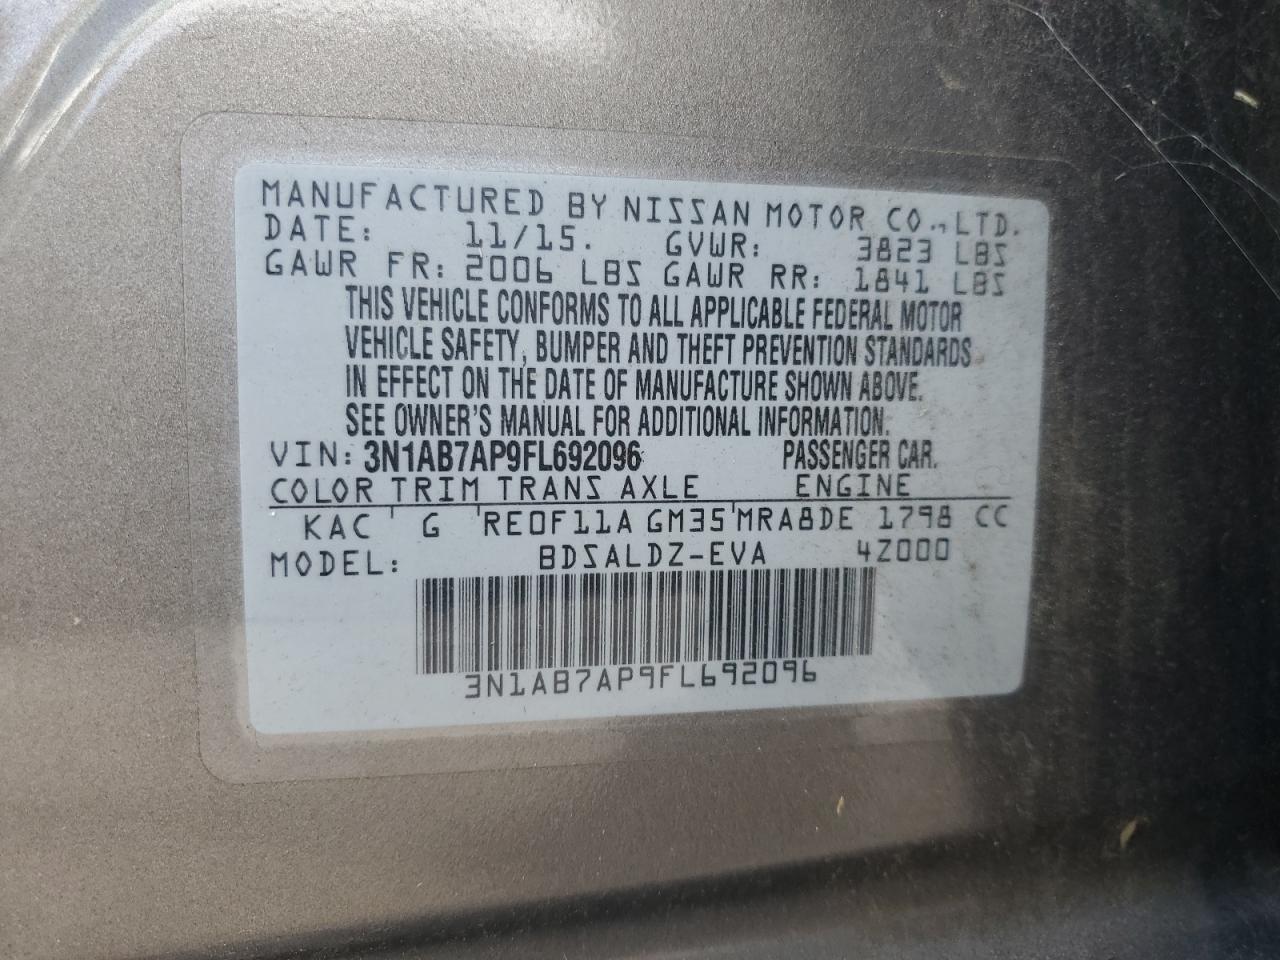 MANUFACTURED BY NISSAN MOTOR CO.,LTD.
DATE: 11/15. GVWR: 3823 LBS
GAWR FR: 2006 LBS GAWR RR: 1841 LBS
THIS VEHICLE CONFORMS TO ALL APPLICABLE FEDERAL MOTOR
VEHICLE SAFETY, BUMPER AND THEFT PREVENTION STANDARDS
IN EFFECT ON THE DATE OF MANUFACTURE SHOWN ABOVE.
SEE OWNER'S MANUAL FOR ADDITIONAL INFORMATION.
VIN: 3N1AB7AP9FL692096 PASSENGER CAR.
COLOR TRIM TRANS AXLE ENGINE
KAC G RE0F11A GM35 MRA8DE 1798 CC
MODEL: BDSALDZ-EVA 4Z000
3N1AB7AP9FL692096